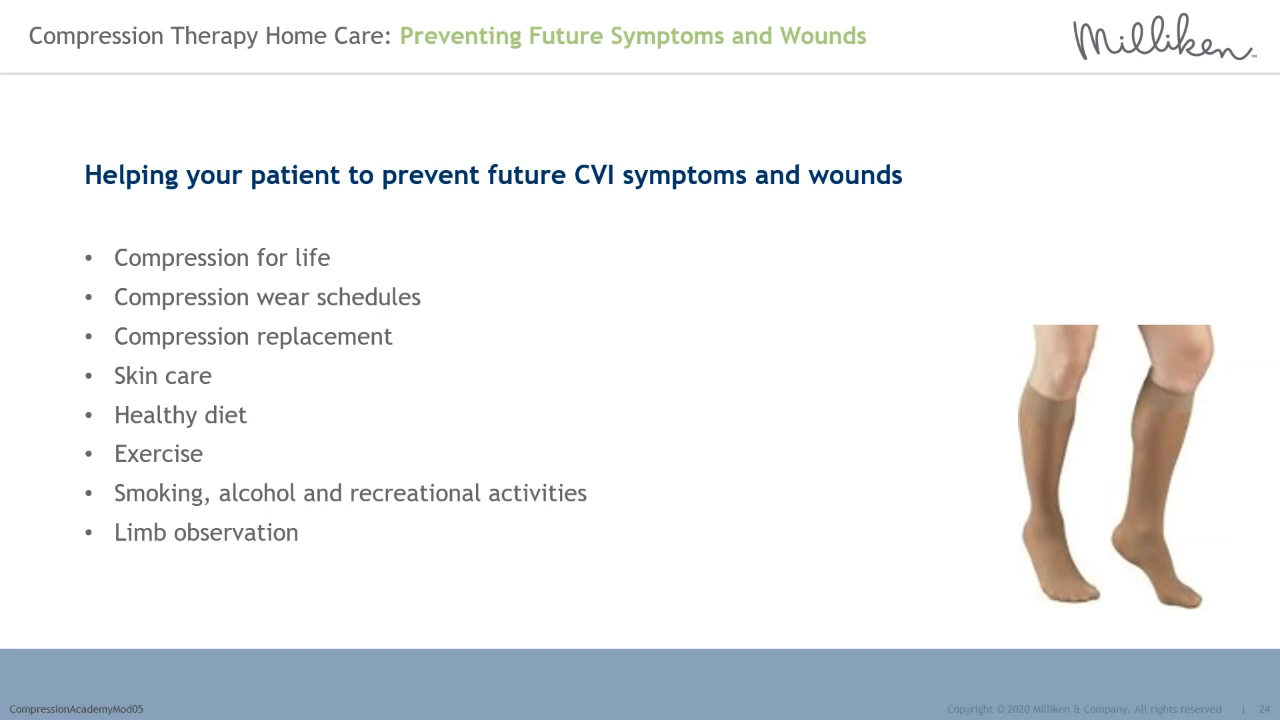 Compression Therapy Home Care: Preventing Future Symptoms and Wounds
Milliken™
Helping your patient to prevent future CVI symptoms and wounds
• Compression for life
• Compression wear schedules
• Compression replacement
• Skin care
• Healthy diet
• Exercise
• Smoking, alcohol and recreational activities
• Limb observation
CompressionAcademyMod05
Copyright © 2020 Milliken & Company. All rights reserved | 24